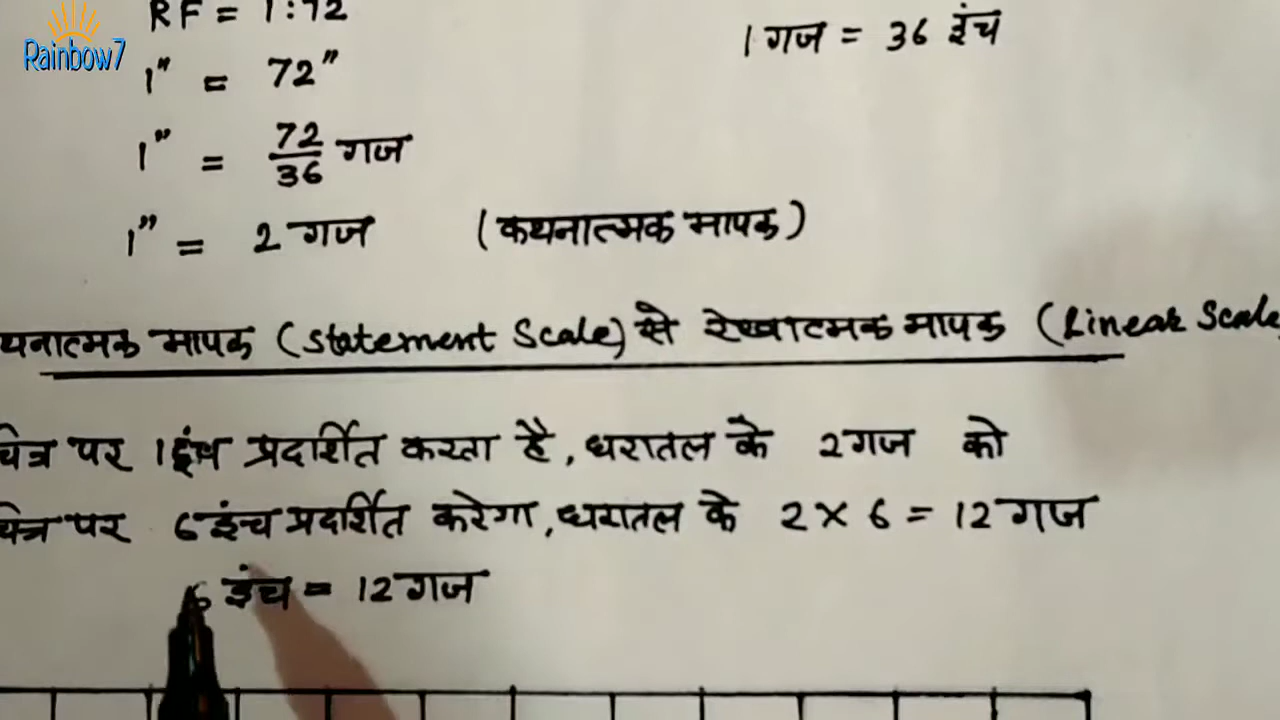 Rainbow7
RF = 1:72
1 गज = 36 इंच
1" = 72"
1" = 72/36 गज
1" = 2 गज (कथनात्मक मापक)
थनात्मक मापक (Statement Scale) से रेखात्मक मापक (Linear Scale
चित्र पर 1 इंच प्रदर्शित करता है, धरातल के 2 गज को
चित्र पर 6 इंच प्रदर्शित करेगा, धरातल के 2 × 6 = 12 गज
6 इंच = 12 गज